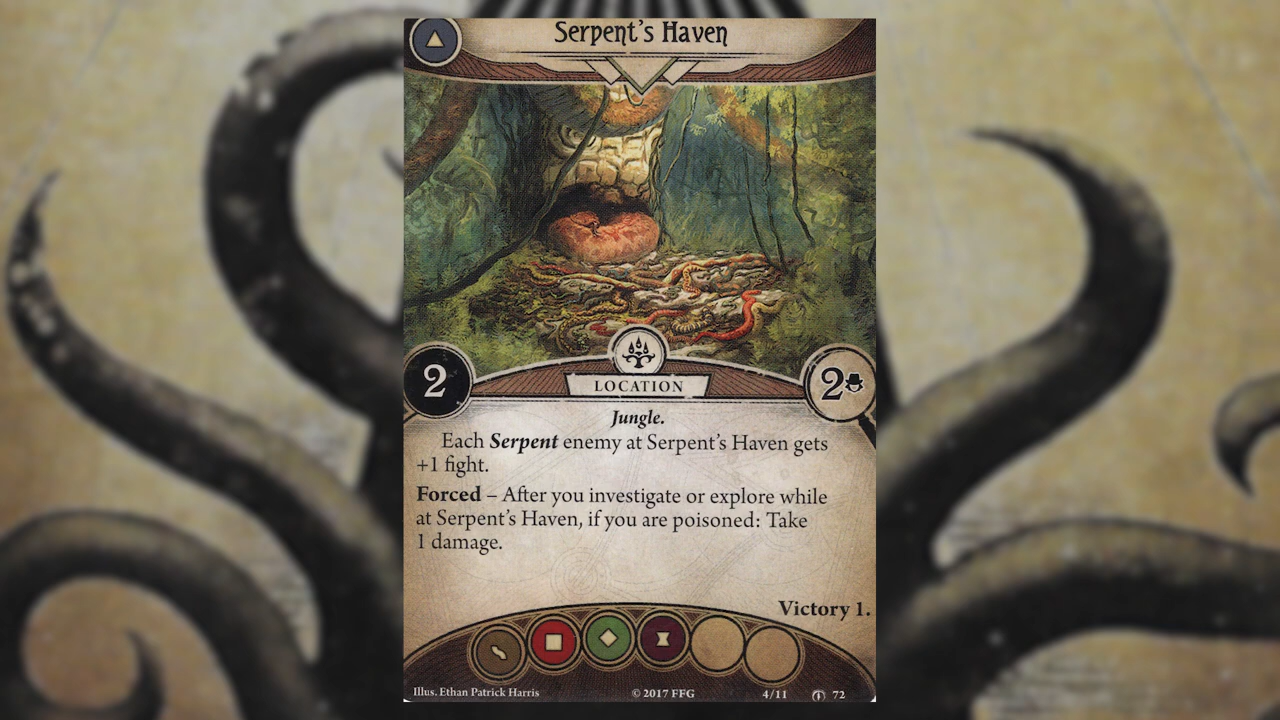 Serpent's Haven
2
2
LOCATION
Jungle.
Each Serpent enemy at Serpent's Haven gets
+1 fight.
Forced – After you investigate or explore while
at Serpent's Haven, if you are poisoned: Take
1 damage.
Victory 1.
Illus. Ethan Patrick Harris
© 2017 FFG
4/11
72